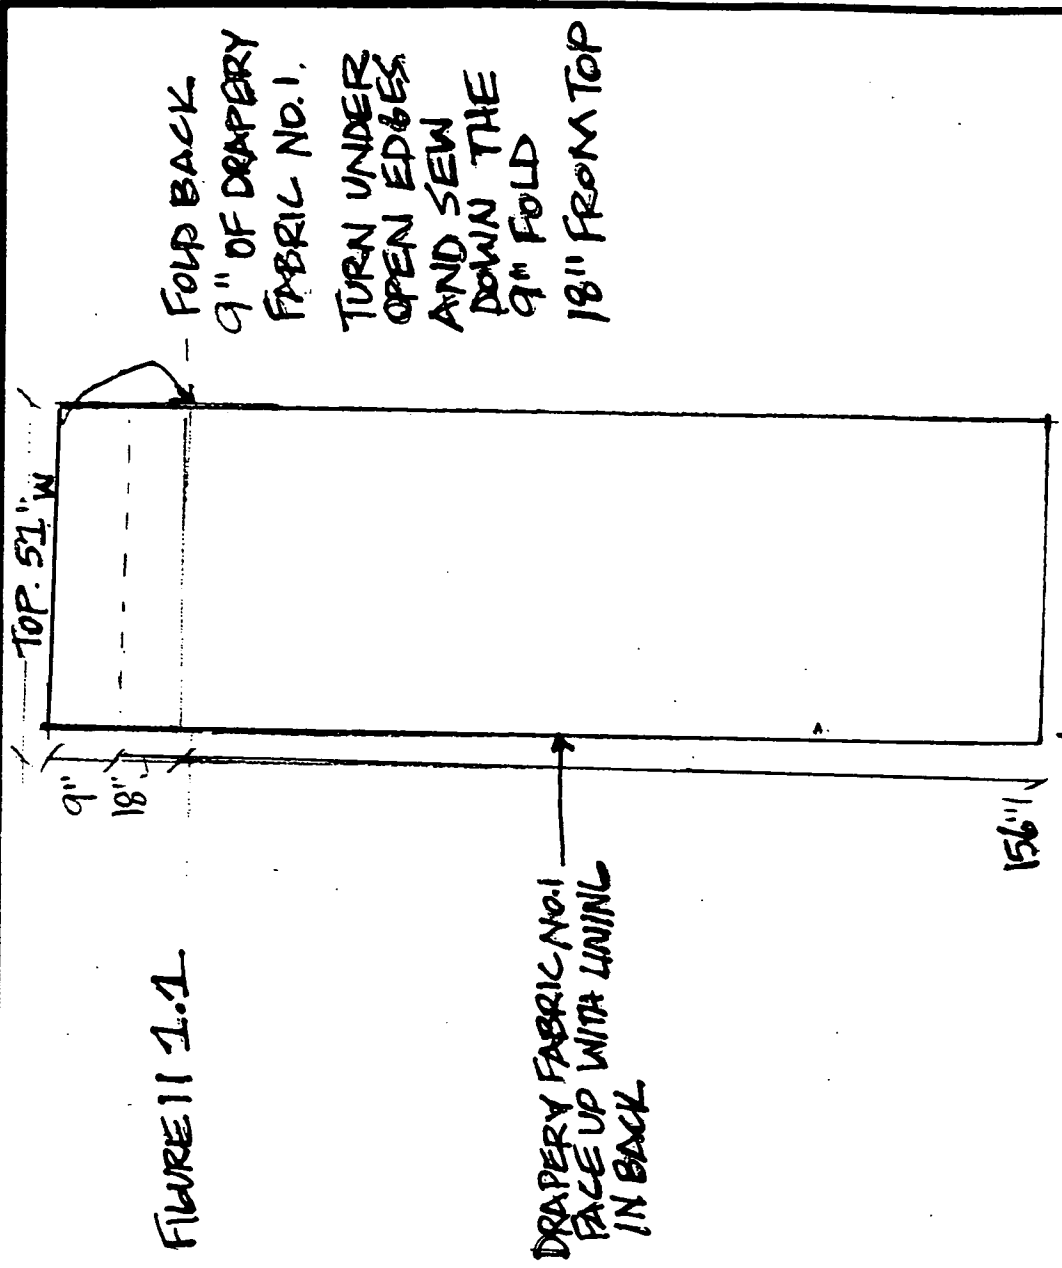 TOP. 51" W
9"
18"
156"
FOLD BACK
9" OF DRAPERY
FABRIC NO. 1.
TURN UNDER
OPEN EDGES
AND SEW
DOWN THE
9" FOLD
18" FROM TOP
FIGURE II 1.1
DRAPERY FABRIC NO.1
FACE UP WITH LINING
IN BACK